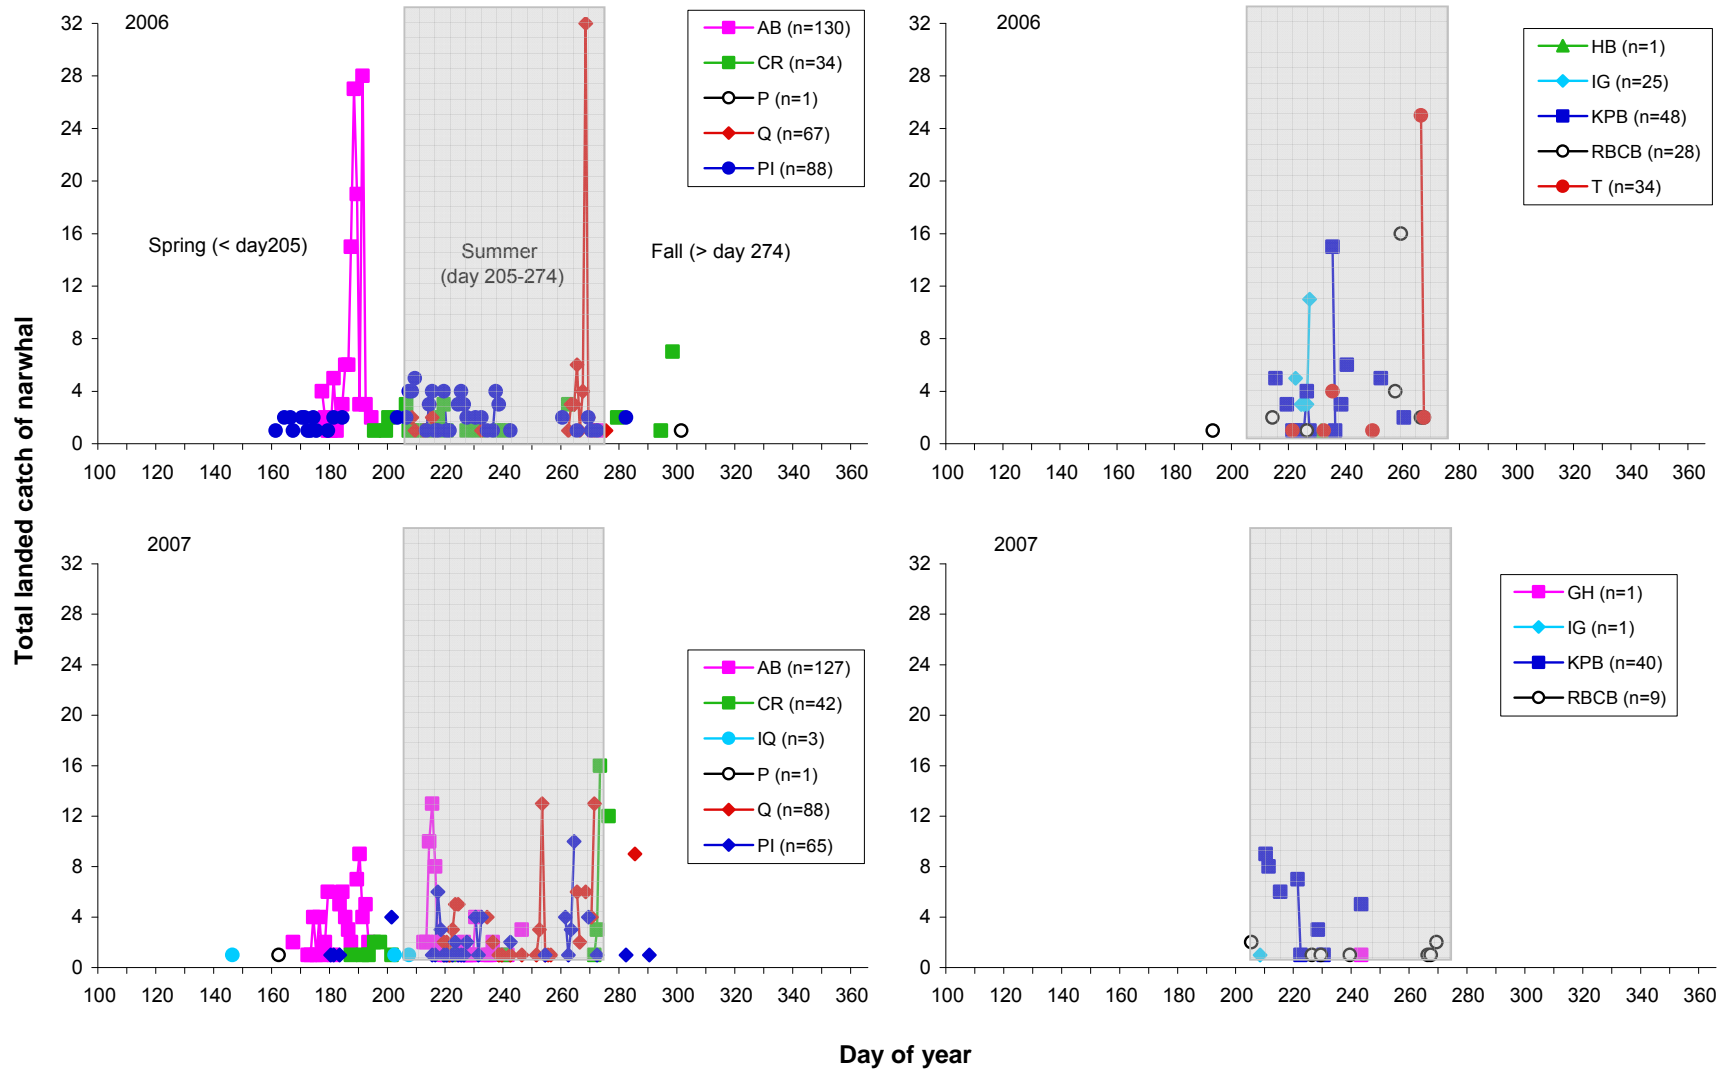 Total landed catch of narwhal
2006
32
28
24
20
16
12
8
4
0
100 120 140 160 180 200 220 240 260 280 300 320 340 360
Spring (< day205)
Summer
(day 205-274)
Fall (> day 274)
AB (n=130)
CR (n=34)
P (n=1)
Q (n=67)
PI (n=88)
2006
32
28
24
20
16
12
8
4
0
100 120 140 160 180 200 220 240 260 280 300 320 340 360
HB (n=1)
IG (n=25)
KPB (n=48)
RBCB (n=28)
T (n=34)
2007
32
28
24
20
16
12
8
4
0
100 120 140 160 180 200 220 240 260 280 300 320 340 360
AB (n=127)
CR (n=42)
IQ (n=3)
P (n=1)
Q (n=88)
PI (n=65)
2007
32
28
24
20
16
12
8
4
0
100 120 140 160 180 200 220 240 260 280 300 320 340 360
GH (n=1)
IG (n=1)
KPB (n=40)
RBCB (n=9)
Day of year